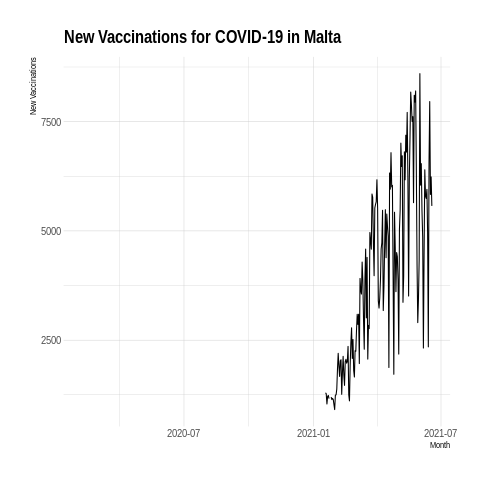 New Vaccinations for COVID-19 in Malta
New Vaccinations
7500
5000
2500
2020-07
2021-01
2021-07
Month